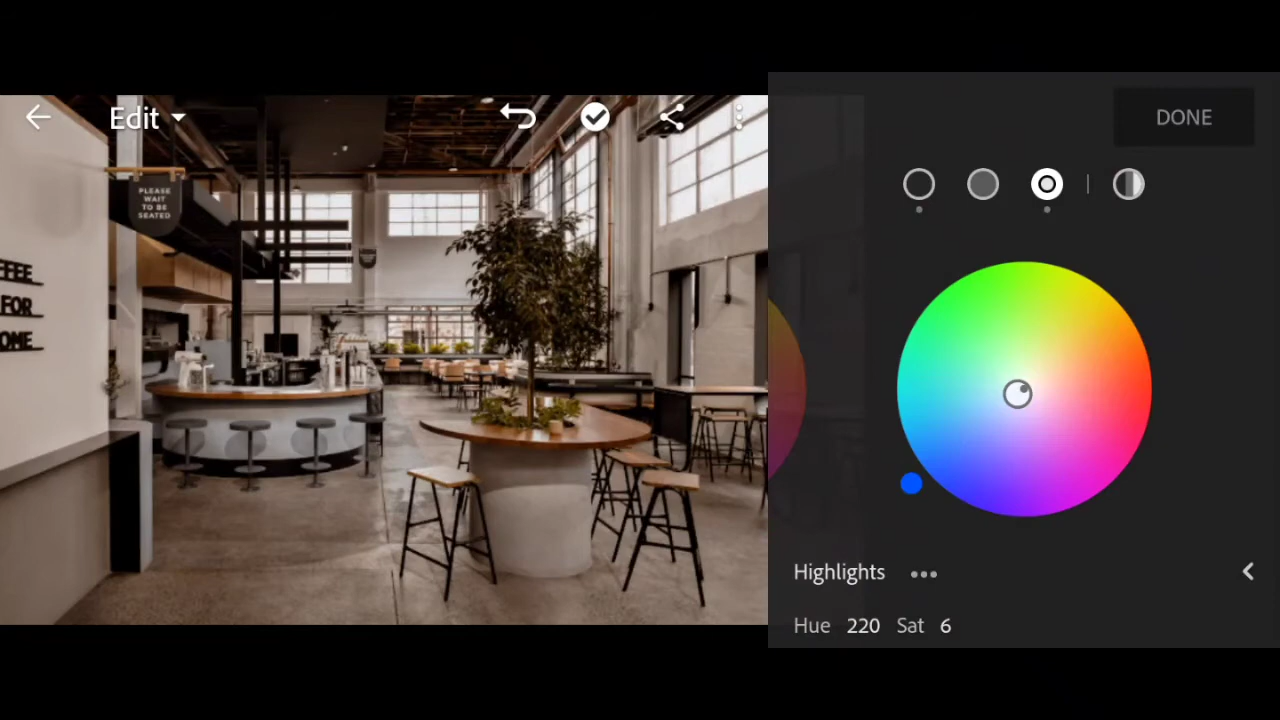 Edit
DONE
PLEASE
WAIT
TO BE
SEATED
FFEE
FOR
OME
Highlights
Hue 220 Sat 6